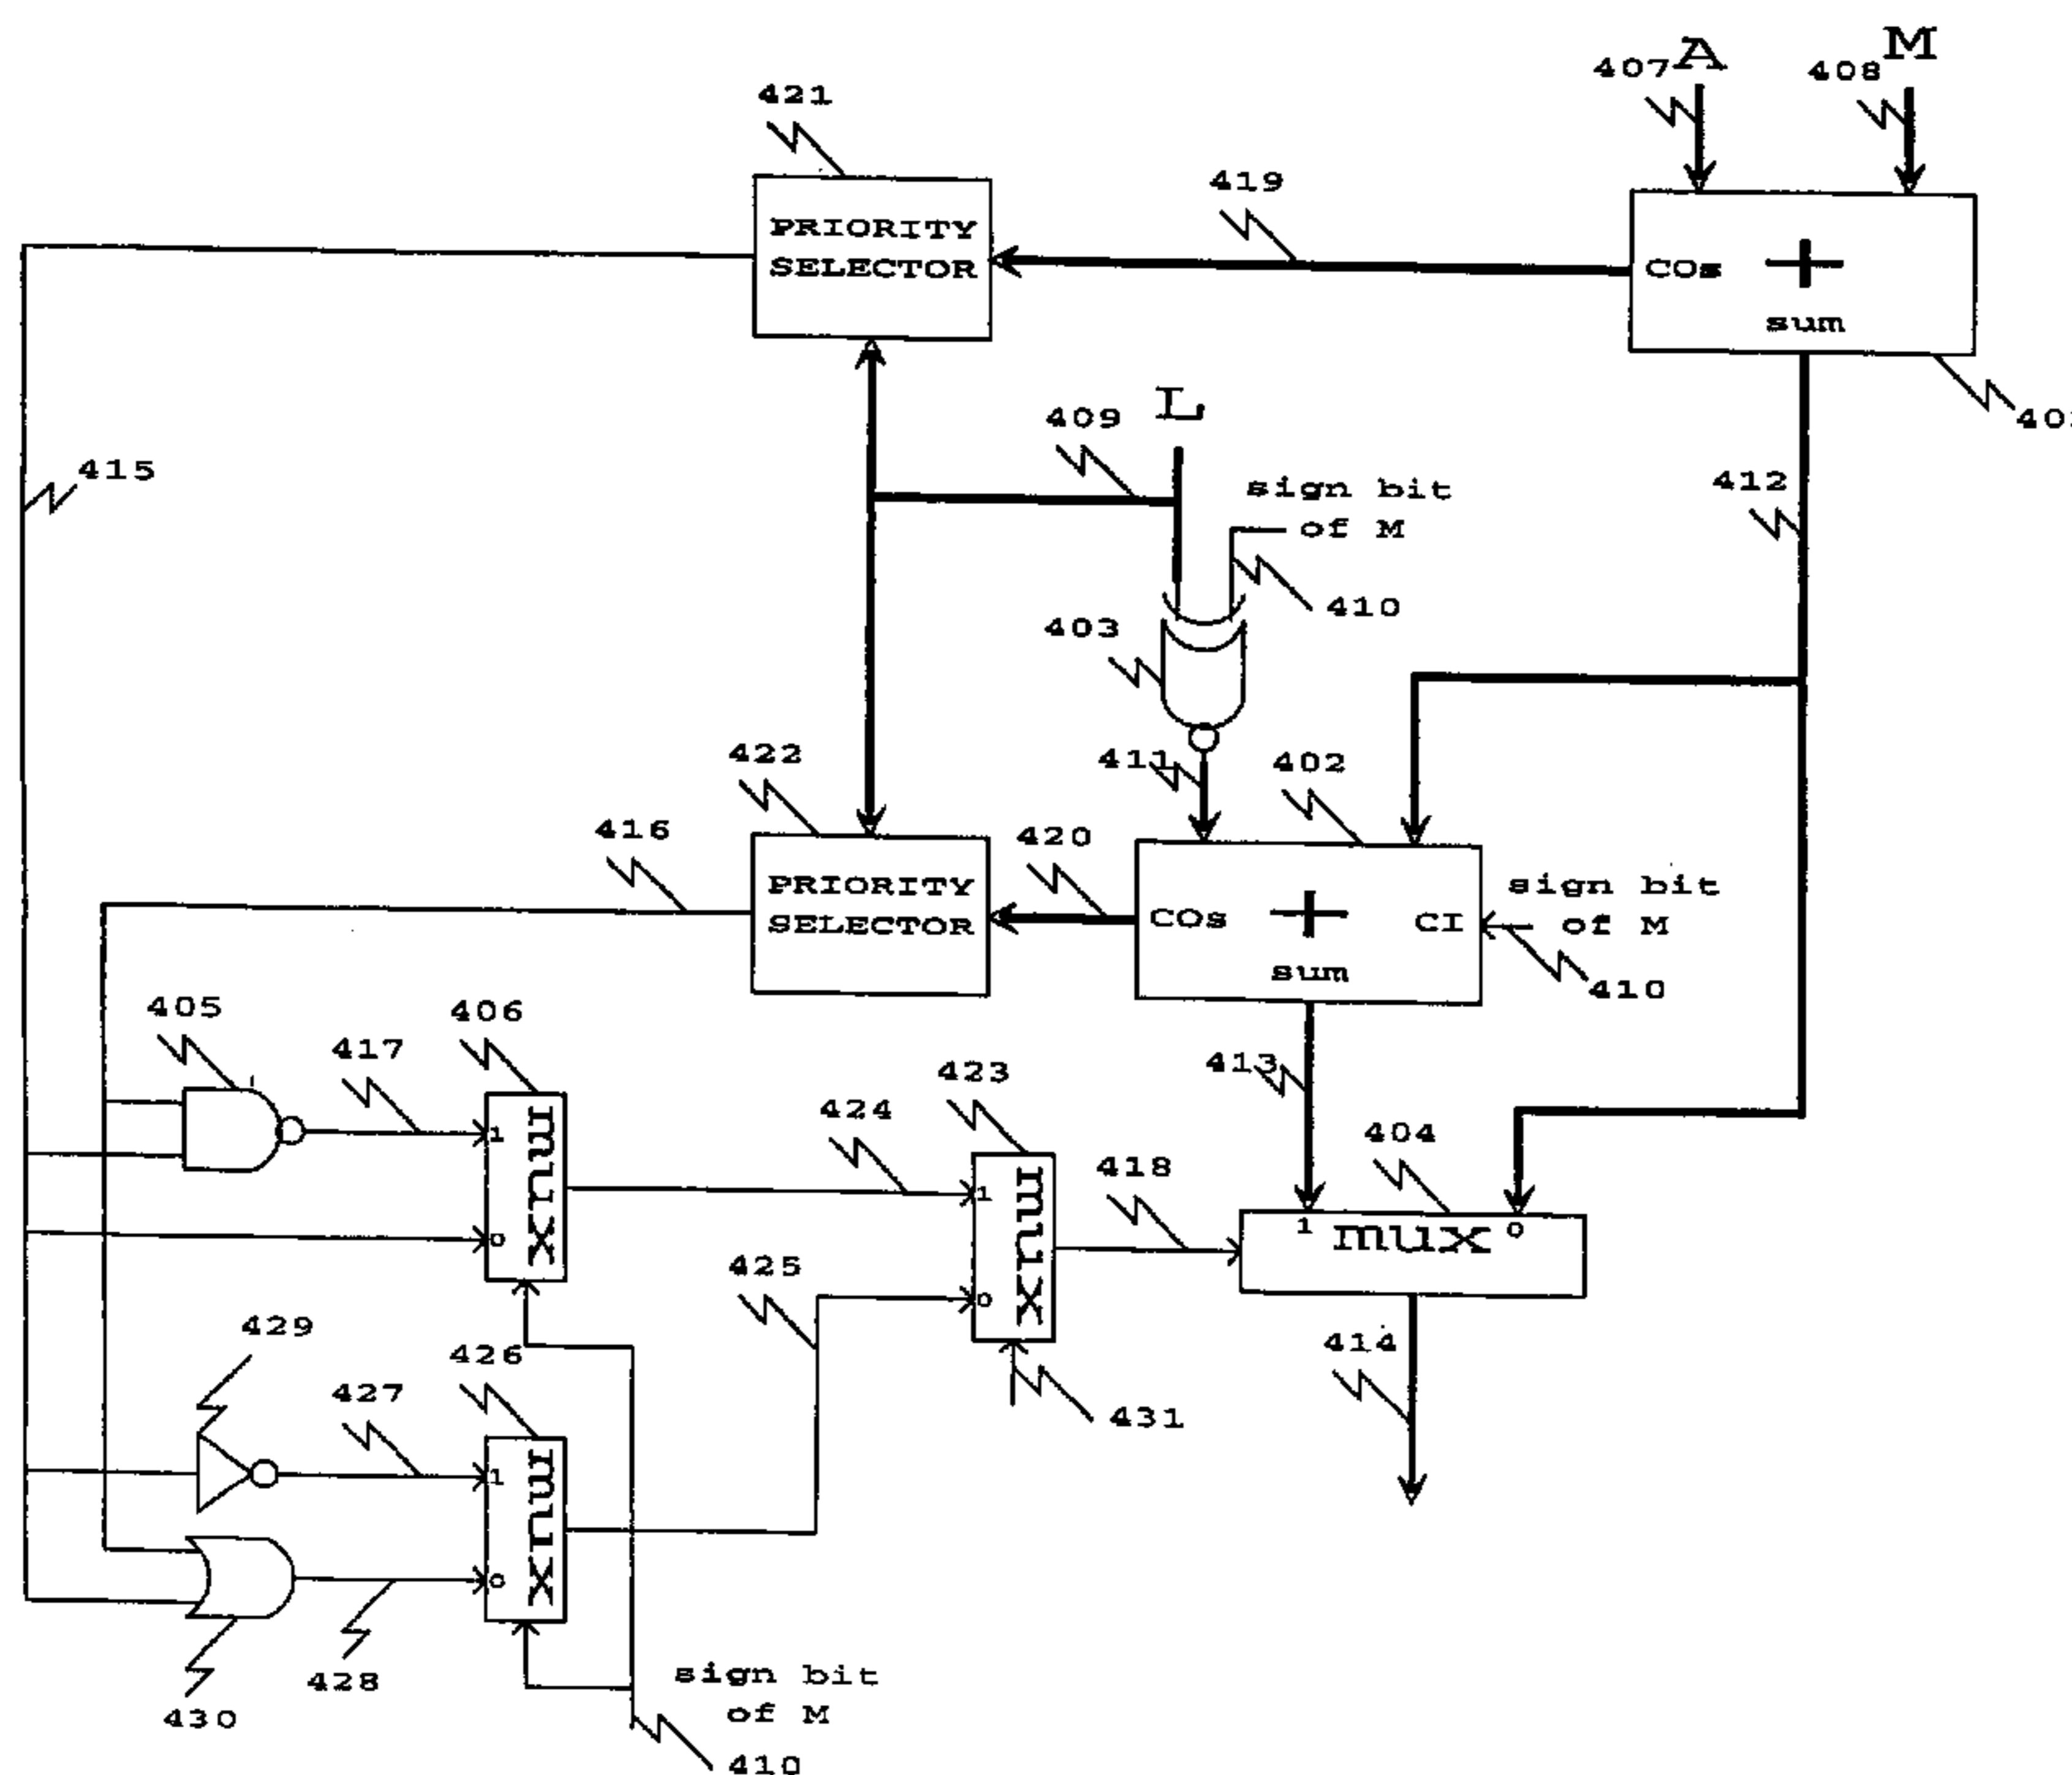 407 A
408 M
421
419
PRIORITY
SELECTOR
COs +
sum
409 L
415
sign bit
of M
412
410
403
422
411
402
416
420
PRIORITY
SELECTOR
COs + CI
sum
sign bit
of M
410
405
406
417
413
423
424
404
1 mux
0
418
1 mux 0
425
1 mux
0
429
426
414
427
431
1 mux
0
428
sign bit
of M
430
410